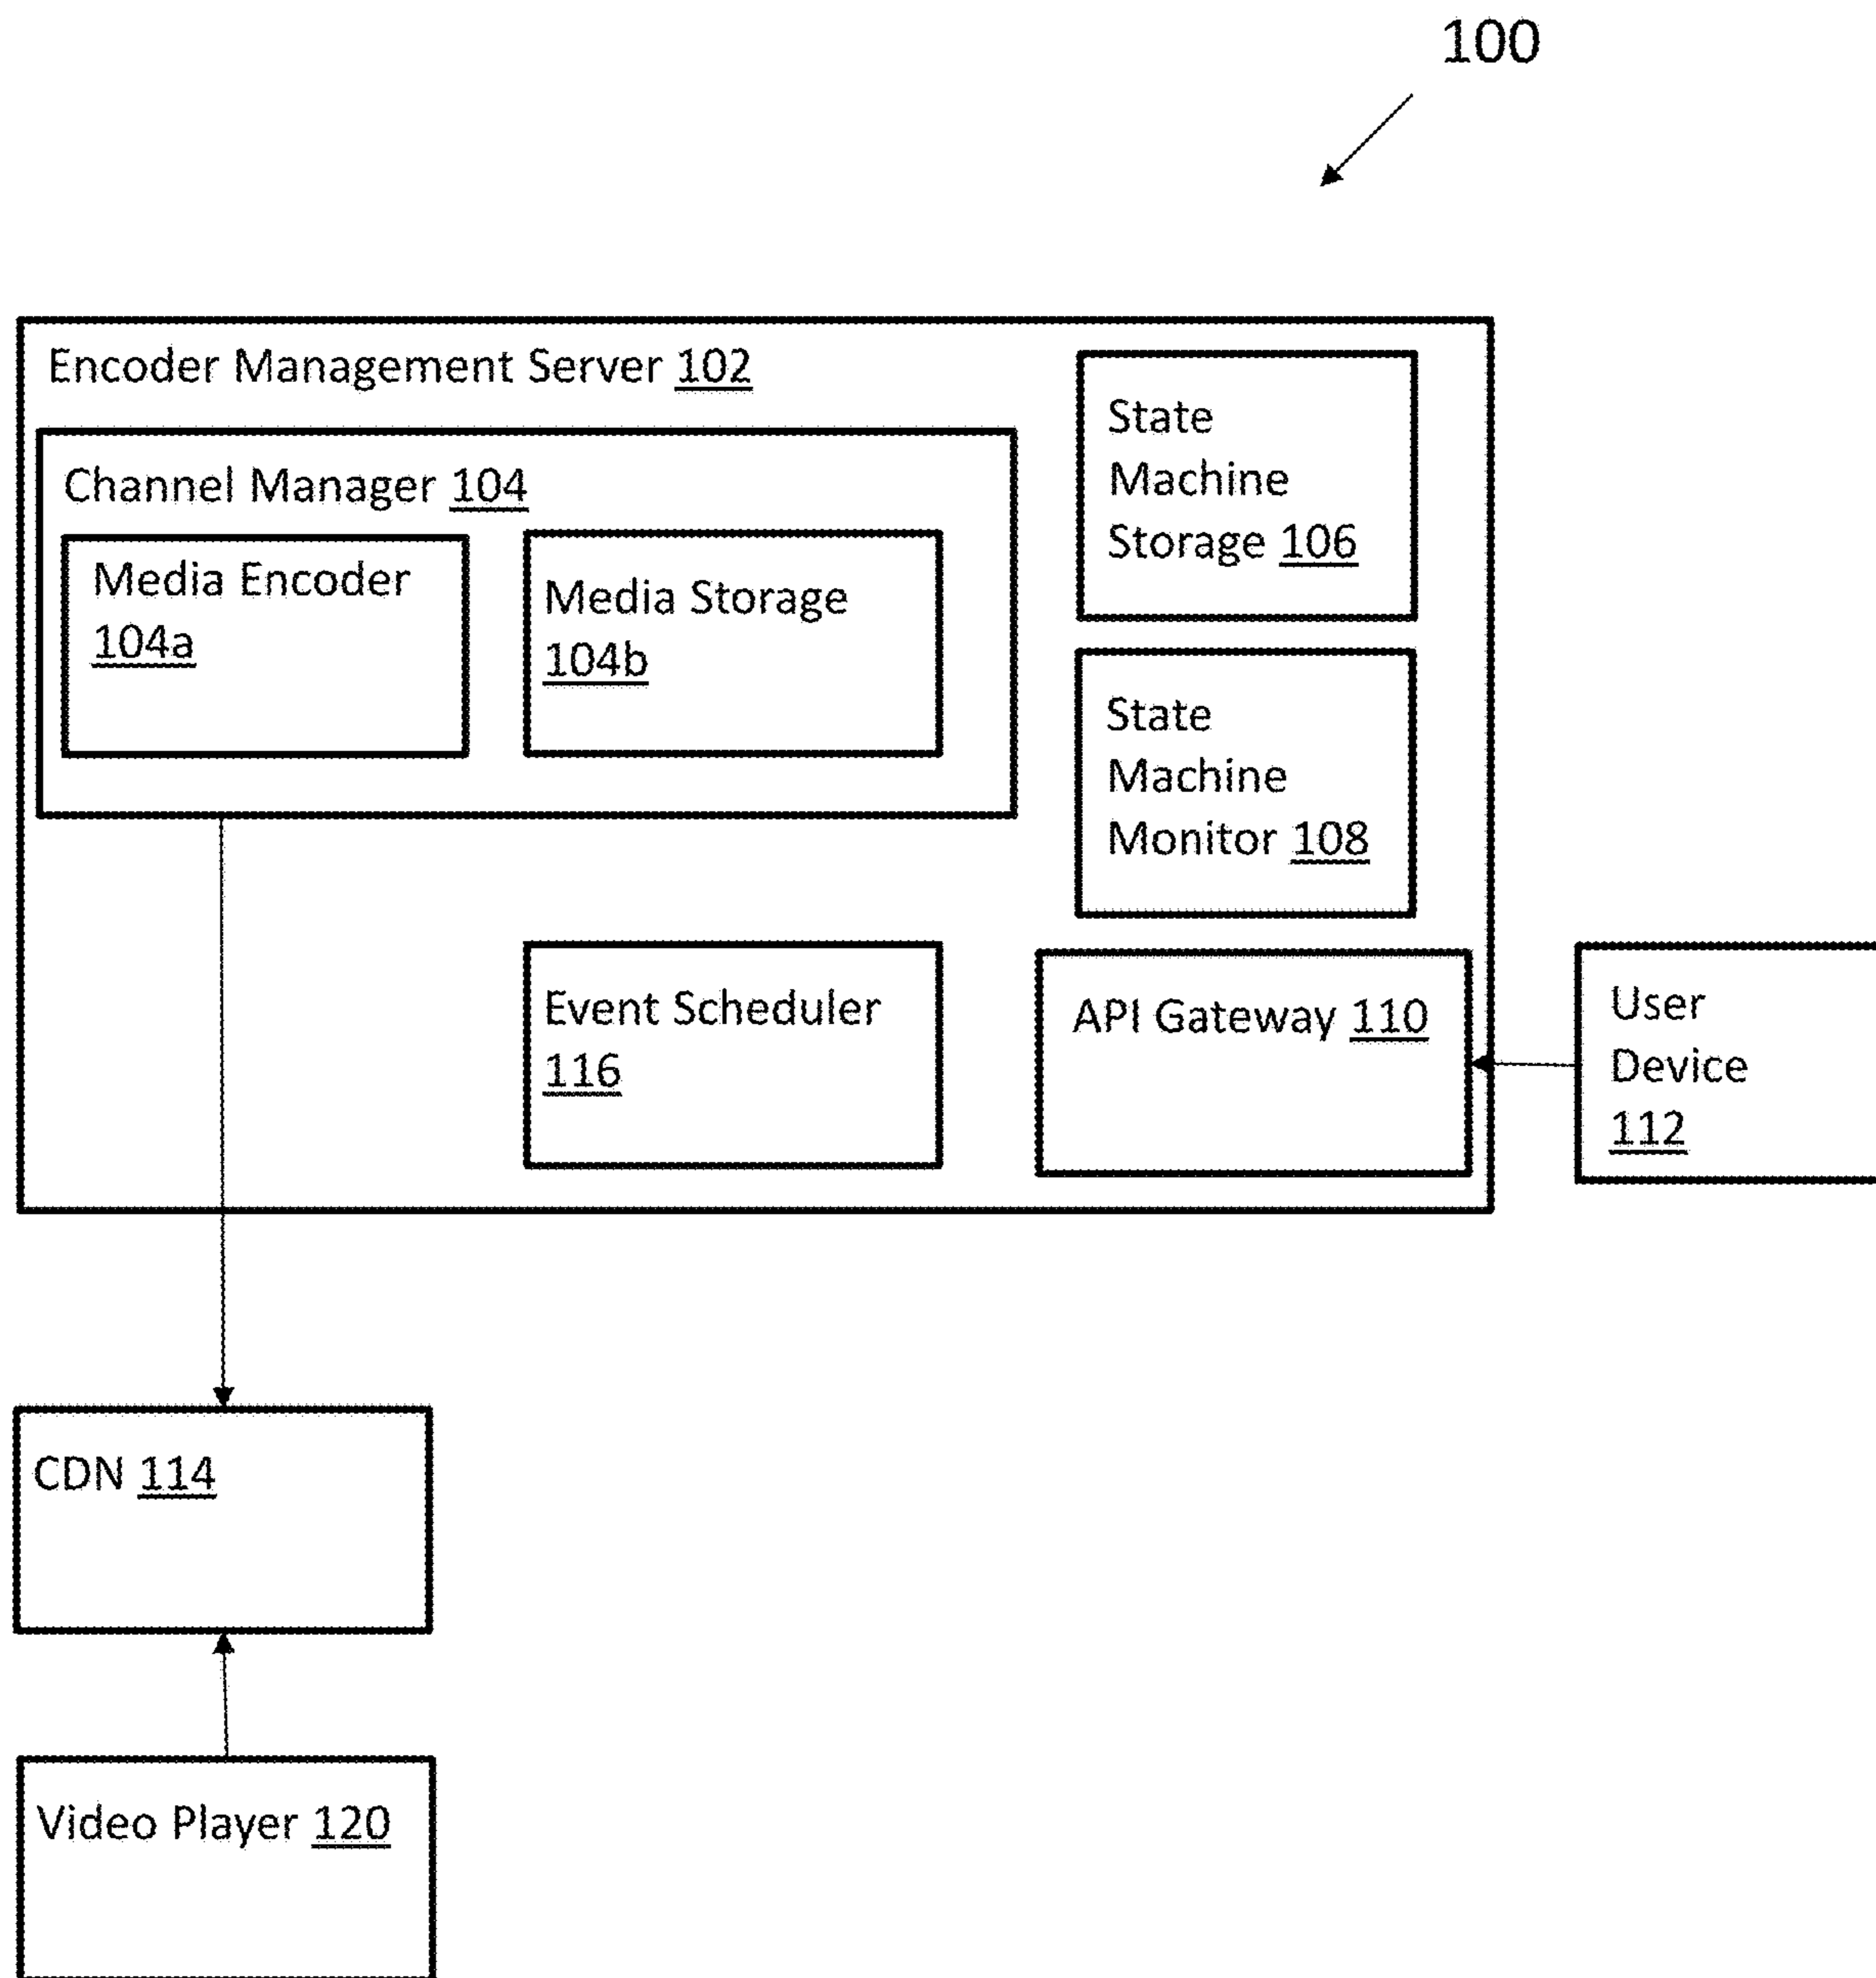 100
Encoder Management Server 102
Channel Manager 104
Media Encoder
104a
Media Storage
104b
State
Machine
Storage 106
State
Machine
Monitor 108
Event Scheduler
116
API Gateway 110
User
Device
112
CDN 114
Video Player 120